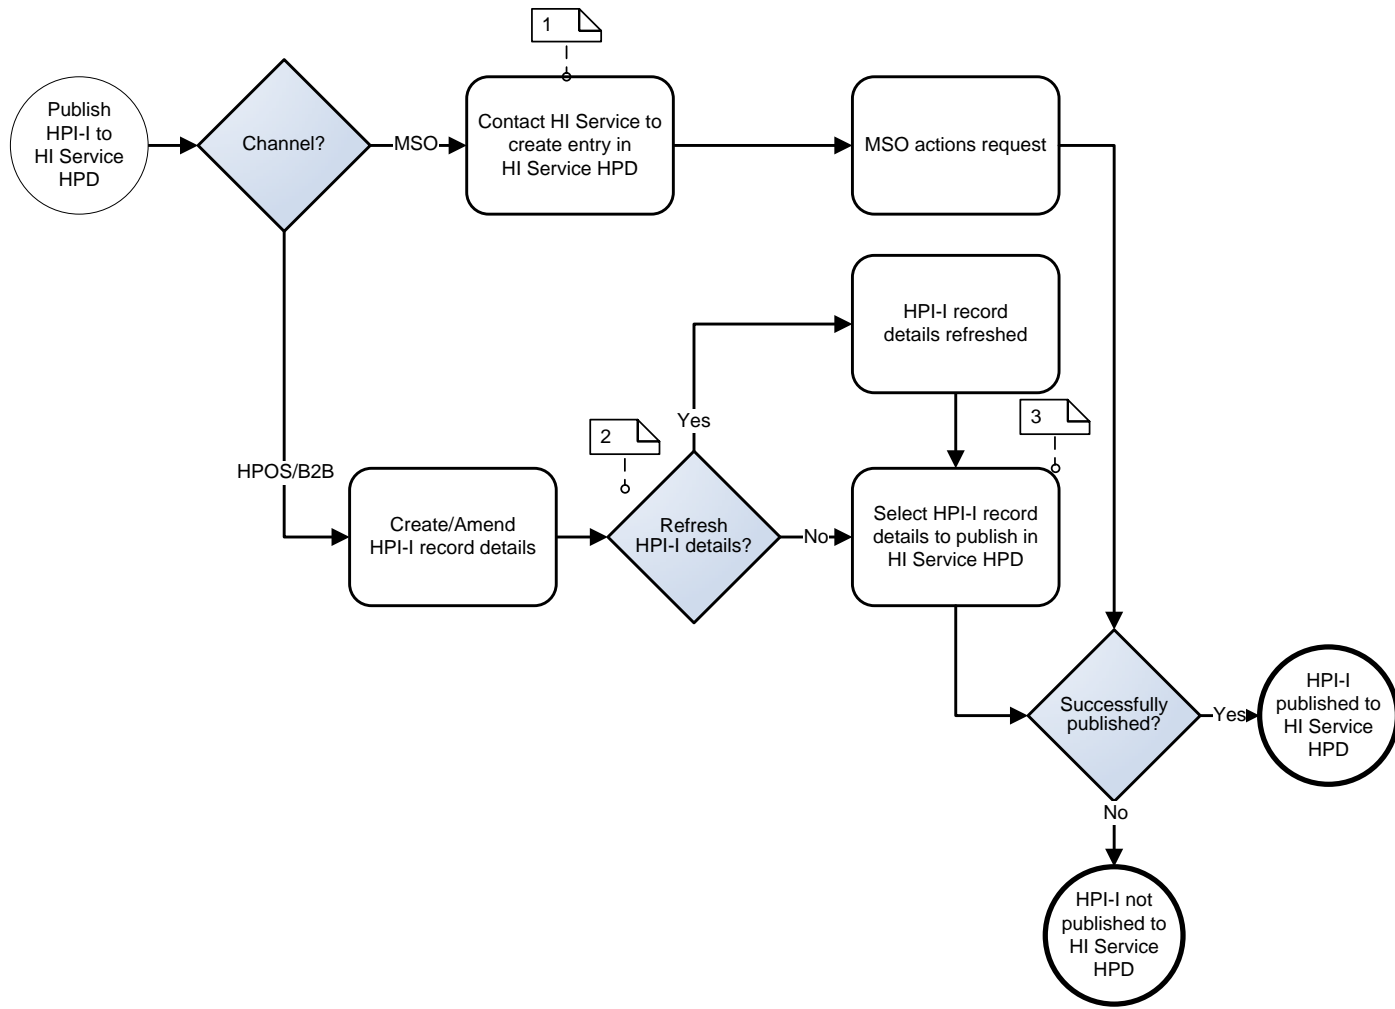 1
Publish
HPI-I to
HI Service
HPD
Channel?
MSO
Contact HI Service to
create entry in
HI Service HPD
MSO actions request
HPI-I record
details refreshed
Yes
2
3
HPOS/B2B
Create/Amend
HPI-I record details
Refresh
HPI-I details?
No
Select HPI-I record
details to publish in
HI Service HPD
Successfully
published?
Yes
HPI-I
published to
HI Service
HPD
No
HPI-I not
published to
HI Service
HPD